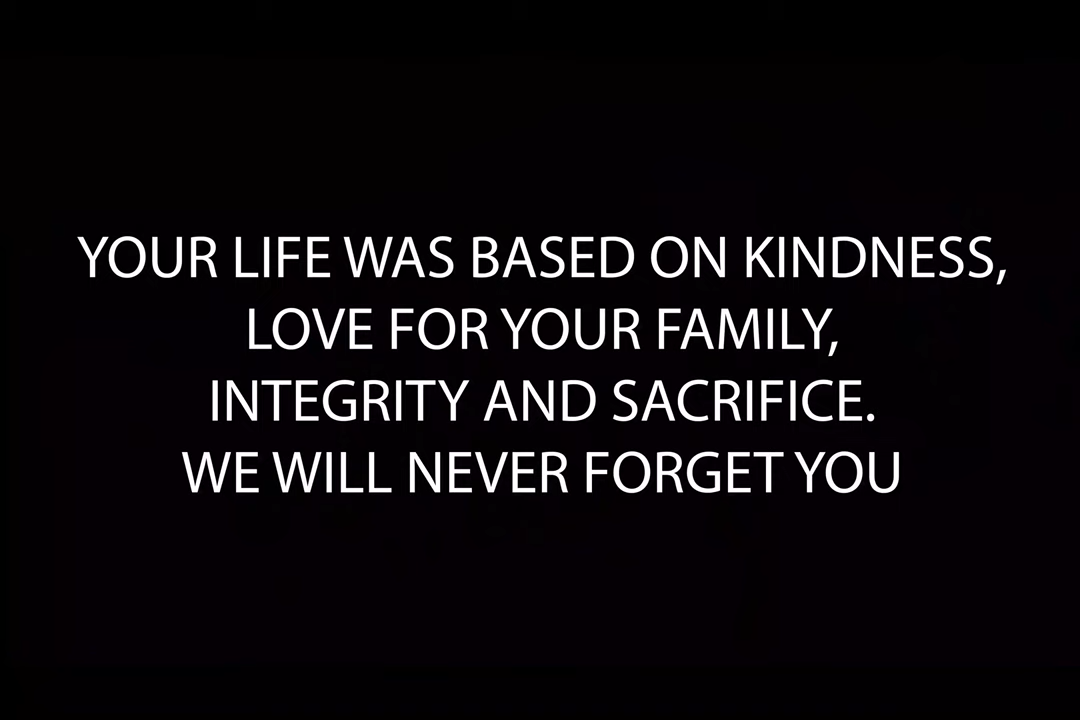 YOUR LIFE WAS BASED ON KINDNESS,
LOVE FOR YOUR FAMILY,
INTEGRITY AND SACRIFICE.
WE WILL NEVER FORGET YOU